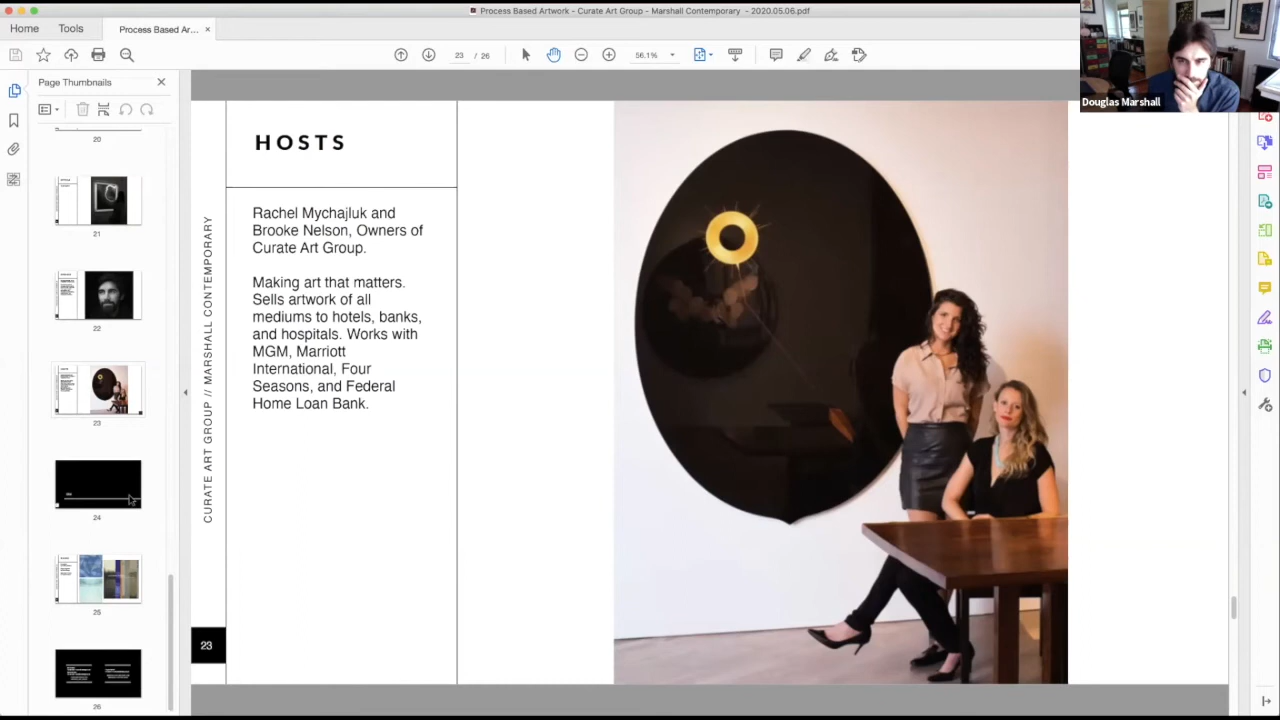 Process Based Artwork - Curate Art Group - Marshall Contemporary - 2020.05.06.pdf
Home
Tools
Process Based Ar...
23 / 26
56.1%
Page Thumbnails
20
21
22
23
24
25
26
CURATE ART GROUP // MARSHALL CONTEMPORARY
23
HOSTS
Rachel Mychajluk and
Brooke Nelson, Owners of
Curate Art Group.
Making art that matters.
Sells artwork of all
mediums to hotels, banks,
and hospitals. Works with
MGM, Marriott
International, Four
Seasons, and Federal
Home Loan Bank.
Douglas Marshall